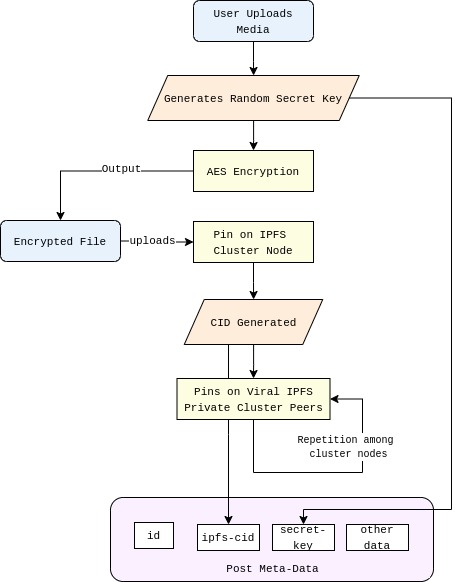 User Uploads
Media
Generates Random Secret Key
Output
AES Encryption
Encrypted File
uploads
Pin on IPFS
Cluster Node
CID Generated
Pins on Viral IPFS
Private Cluster Peers
Repetition among
cluster nodes
id
ipfs-cid
secret-
key
other
data
Post Meta-Data